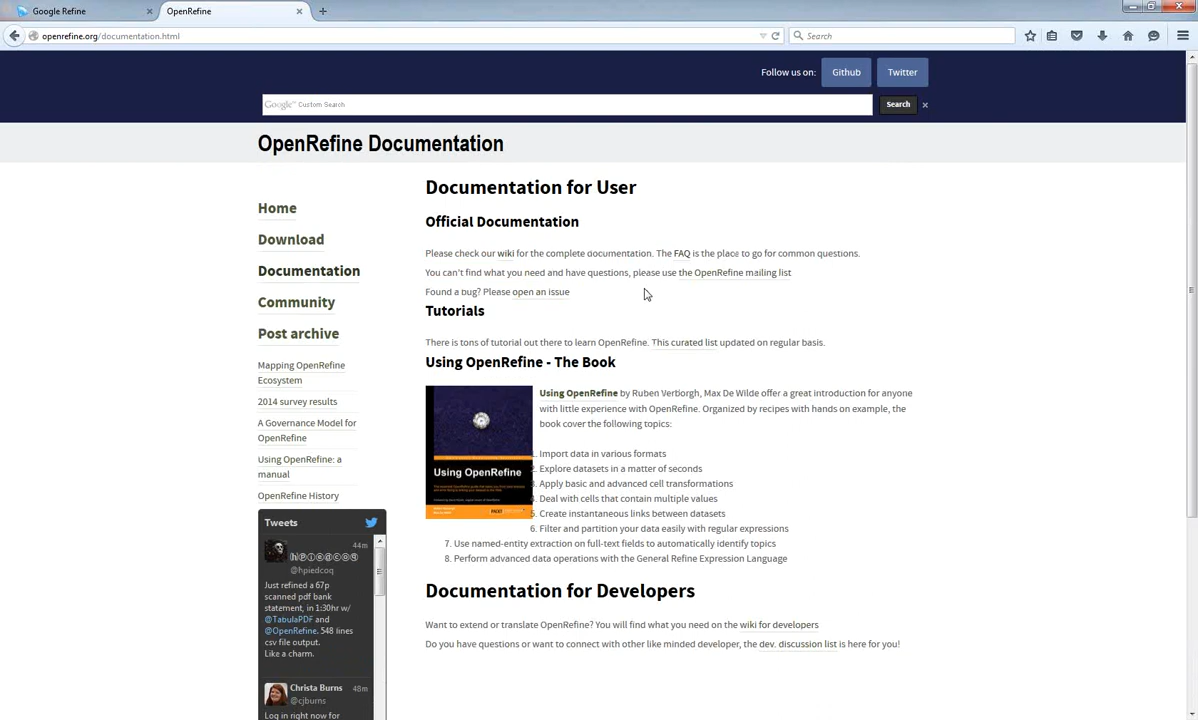 Google Refine
OpenRefine
openrefine.org/documentation.html
Search
Follow us on:
Github
Twitter
Google™ Custom Search
Search
OpenRefine Documentation
Home
Download
Documentation
Community
Post archive
Mapping OpenRefine
Ecosystem
2014 survey results
A Governance Model for
OpenRefine
Using OpenRefine: a
manual
OpenRefine History
Tweets
44m
@hpiedcoq
Just refined a 67p
scanned pdf bank
statement, in 1:30hr w/
@TabulaPDF and
@OpenRefine. 548 lines
csv file output.
Like a charm.
Christa Burns 48m
@cjburns
Log in right now for
Documentation for User
Official Documentation
Please check our wiki for the complete documentation. The FAQ is the place to go for common questions.
You can't find what you need and have questions, please use the OpenRefine mailing list
Found a bug? Please open an issue
Tutorials
There is tons of tutorial out there to learn OpenRefine. This curated list updated on regular basis.
Using OpenRefine - The Book
Using OpenRefine
Using OpenRefine by Ruben Verborgh, Max De Wilde offer a great introduction for anyone
with little experience with OpenRefine. Organized by recipes with hands on example, the
book cover the following topics:
1. Import data in various formats
2. Explore datasets in a matter of seconds
3. Apply basic and advanced cell transformations
4. Deal with cells that contain multiple values
5. Create instantaneous links between datasets
6. Filter and partition your data easily with regular expressions
7. Use named-entity extraction on full-text fields to automatically identify topics
8. Perform advanced data operations with the General Refine Expression Language
Documentation for Developers
Want to extend or translate OpenRefine? You will find what you need on the wiki for developers
Do you have questions or want to connect with other like minded developer, the dev. discussion list is here for you!